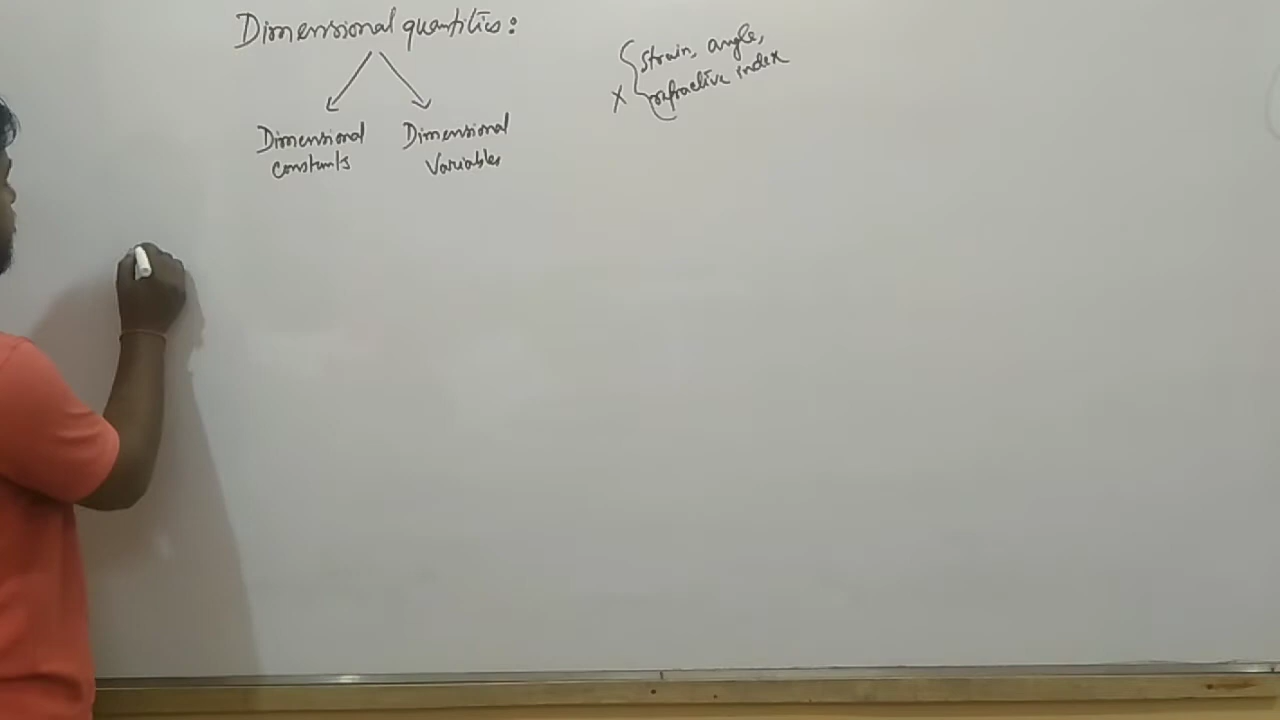 Dimensional quantities:
Dimensional
constants
Dimensional
Variables
strain, angle,
X
refractive index